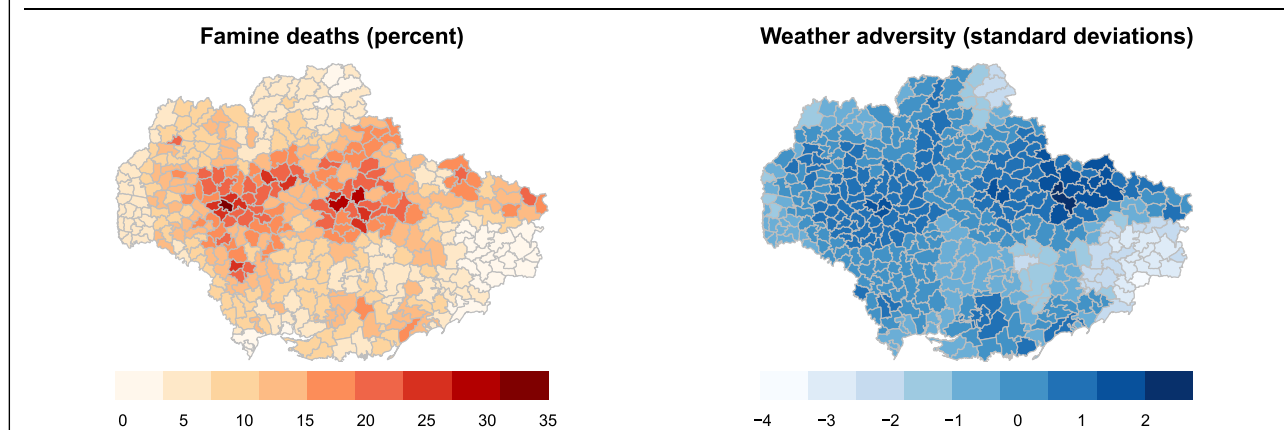 Famine deaths (percent)
Weather adversity (standard deviations)
0 5 10 15 20 25 30 35
−4 −3 −2 −1 0 1 2